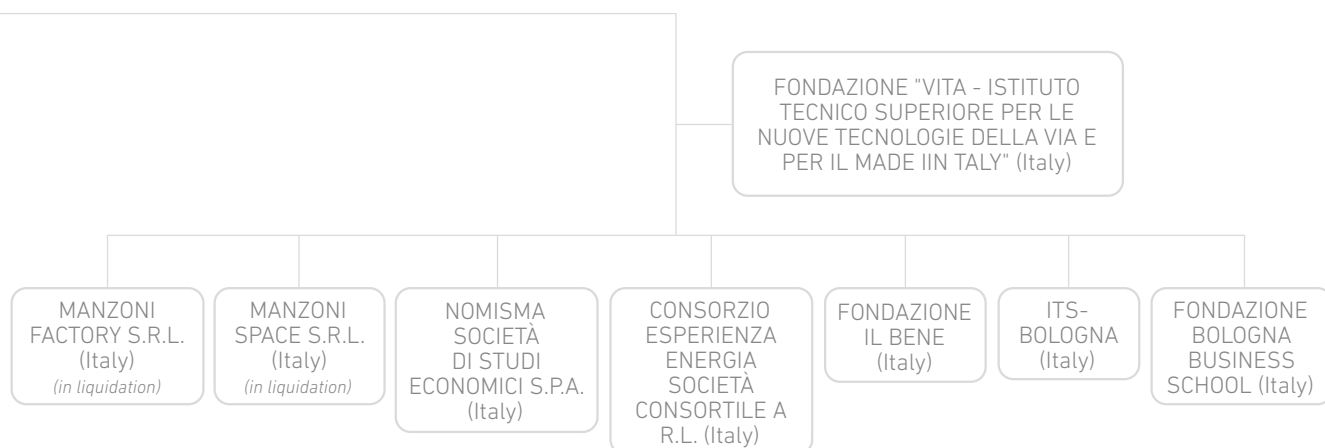 FONDAZIONE "VITA - ISTITUTO
TECNICO SUPERIORE PER LE
NUOVE TECNOLOGIE DELLA VIA E
PER IL MADE IIN TALY" (Italy)
MANZONI
FACTORY S.R.L.
(Italy)
(in liquidation)
MANZONI
SPACE S.R.L.
(Italy)
(in liquidation)
NOMISMA
SOCIETÀ
DI STUDI
ECONOMICI S.P.A.
(Italy)
CONSORZIO
ESPERIENZA
ENERGIA
SOCIETÀ
CONSORTILE A
R.L. (Italy)
FONDAZIONE
IL BENE
(Italy)
ITS-
BOLOGNA
(Italy)
FONDAZIONE
BOLOGNA
BUSINESS
SCHOOL (Italy)